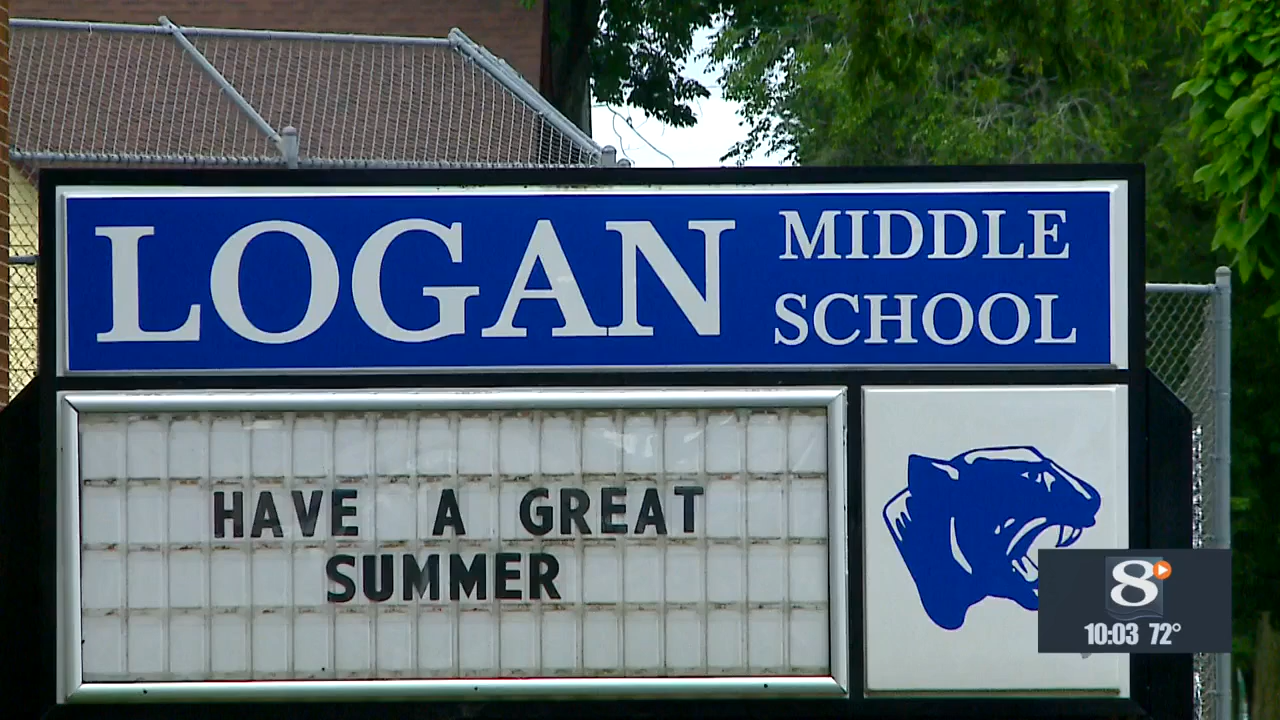 LOGAN
MIDDLE
SCHOOL
HAVE A GREAT
SUMMER
8
10:03 72°